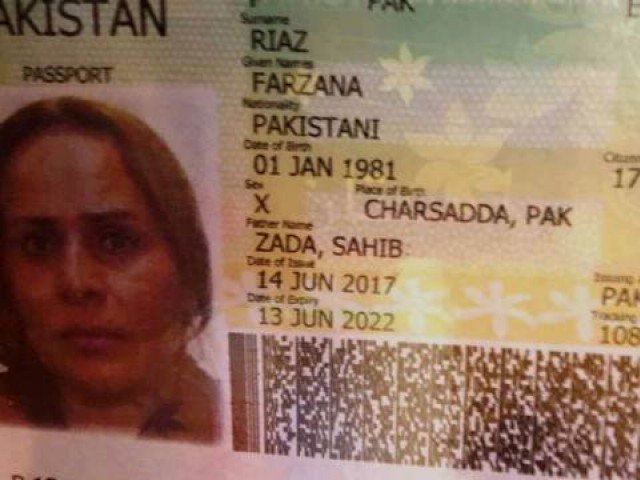 AKISTAN
PAK
PASSPORT
Surname
RIAZ
Given Names
FARZANA
Nationality
PAKISTANI
Date of Birth
01 JAN 1981
Citizen
17
Sex
Place of Birth
X
CHARSADDA, PAK
Father Name
ZADA, SAHIB
Date of Issue
Issuing
14 JUN 2017
PA
Date of Expiry
Tracking
13 JUN 2022
108